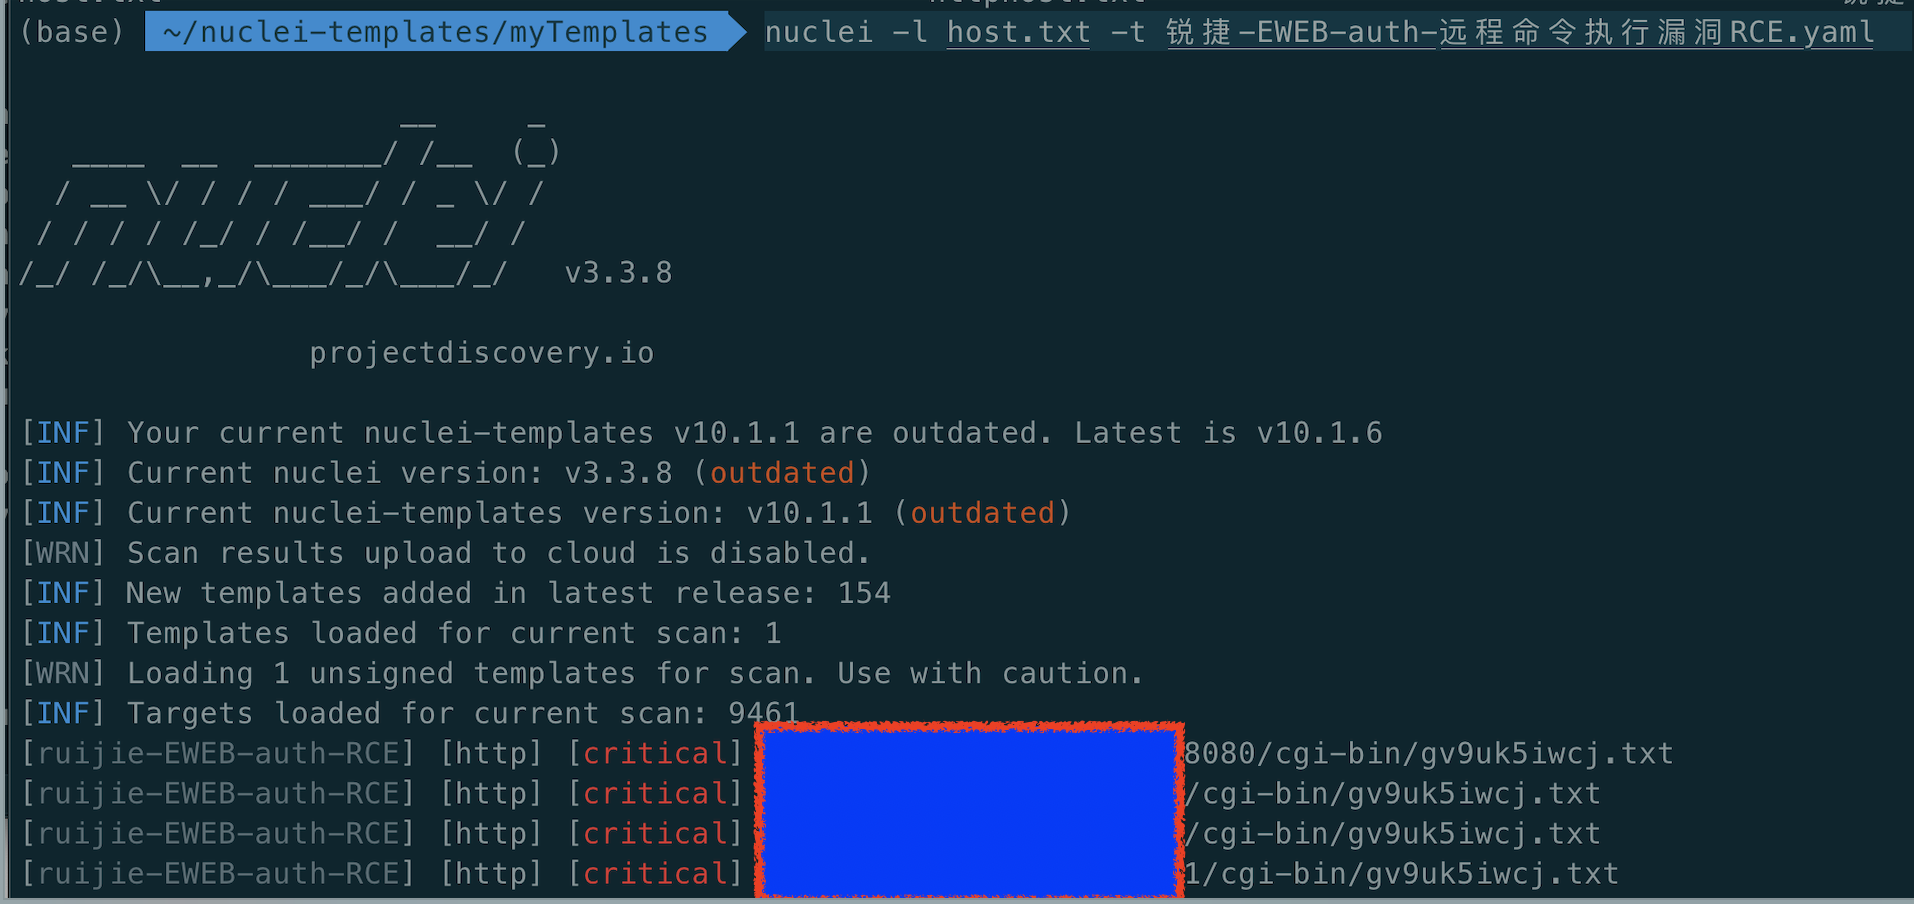 (base) ~/nuclei-templates/myTemplates nuclei -l host.txt -t 锐捷-EWEB-auth-远程命令执行漏洞RCE.yaml
                     __     _
   ____  __  _______/ /__  (_)
  / __ \/ / / / ___/ / _ \/ /
 / / / / /_/ / /__/ /  __/ /
/_/ /_/\__,_/\___/_/\___/_/   v3.3.8
projectdiscovery.io
[INF] Your current nuclei-templates v10.1.1 are outdated. Latest is v10.1.6
[INF] Current nuclei version: v3.3.8 (outdated)
[INF] Current nuclei-templates version: v10.1.1 (outdated)
[WRN] Scan results upload to cloud is disabled.
[INF] New templates added in latest release: 154
[INF] Templates loaded for current scan: 1
[WRN] Loading 1 unsigned templates for scan. Use with caution.
[INF] Targets loaded for current scan: 9461
[ruijie-EWEB-auth-RCE] [http] [critical] 8080/cgi-bin/gv9uk5iwcj.txt
[ruijie-EWEB-auth-RCE] [http] [critical] /cgi-bin/gv9uk5iwcj.txt
[ruijie-EWEB-auth-RCE] [http] [critical] /cgi-bin/gv9uk5iwcj.txt
[ruijie-EWEB-auth-RCE] [http] [critical] 1/cgi-bin/gv9uk5iwcj.txt